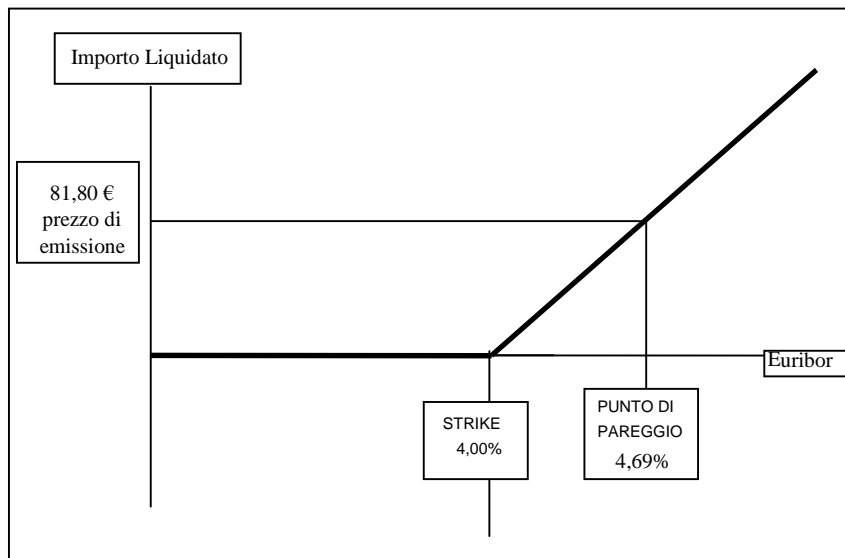 Importo Liquidato
81,80 €
prezzo di
emissione
Euribor
STRIKE
4,00%
PUNTO DI
PAREGGIO
4,69%